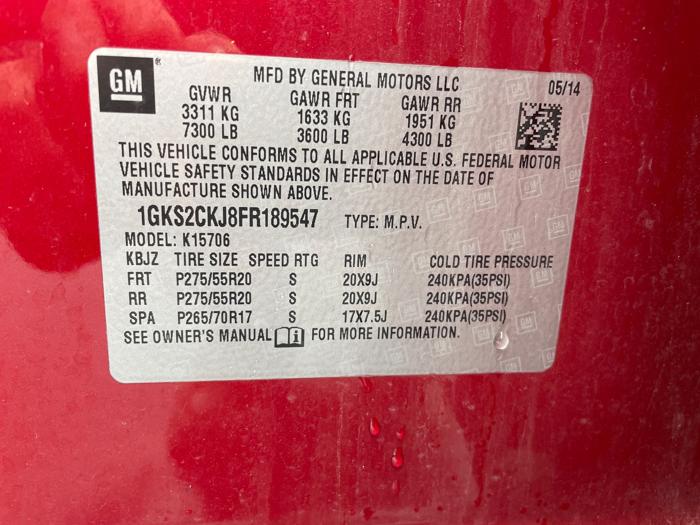 GM
MFD BY GENERAL MOTORS LLC 05/14
GVWR GAWR FRT GAWR RR
3311 KG 1633 KG 1951 KG
7300 LB 3600 LB 4300 LB
THIS VEHICLE CONFORMS TO ALL APPLICABLE U.S. FEDERAL MOTOR
VEHICLE SAFETY STANDARDS IN EFFECT ON THE DATE OF
MANUFACTURE SHOWN ABOVE.
1GKS2CKJ8FR189547 TYPE: M.P.V.
MODEL: K15706
KBJZ TIRE SIZE SPEED RTG RIM COLD TIRE PRESSURE
FRT P275/55R20 S 20X9J 240KPA(35PSI)
RR P275/55R20 S 20X9J 240KPA(35PSI)
SPA P265/70R17 S 17X7.5J 240KPA(35PSI)
SEE OWNER'S MANUAL FOR MORE INFORMATION.